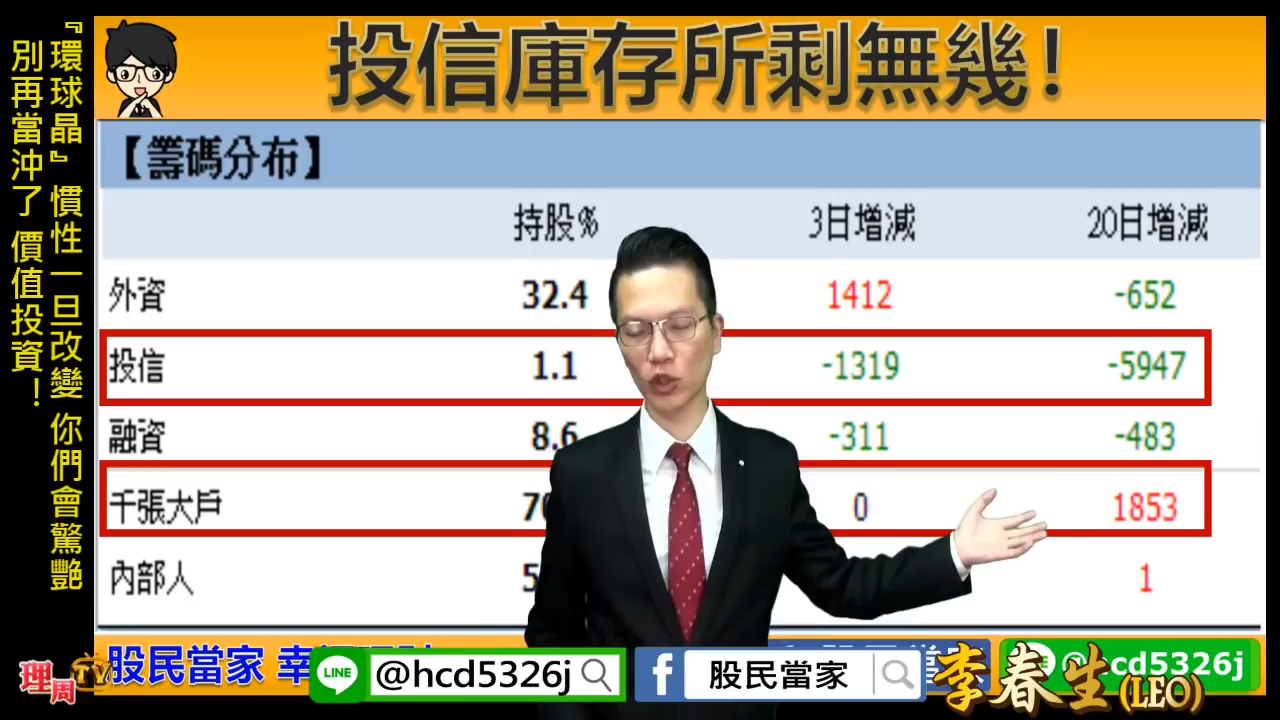 『環球晶』 慣性一旦改變 你們會驚艷
別再當沖了 價值投資！
投信庫存所剩無幾！
【籌碼分布】
持股% 3日增減 20日增減
外資 32.4 1412 -652
投信 1.1 -1319 -5947
融資 8.6 -311 -483
千張大戶 0 1853
內部人 1
理周TV
股民當家
LINE @hcd5326j
f 股民當家
@hcd5326j
李春生(LEO)